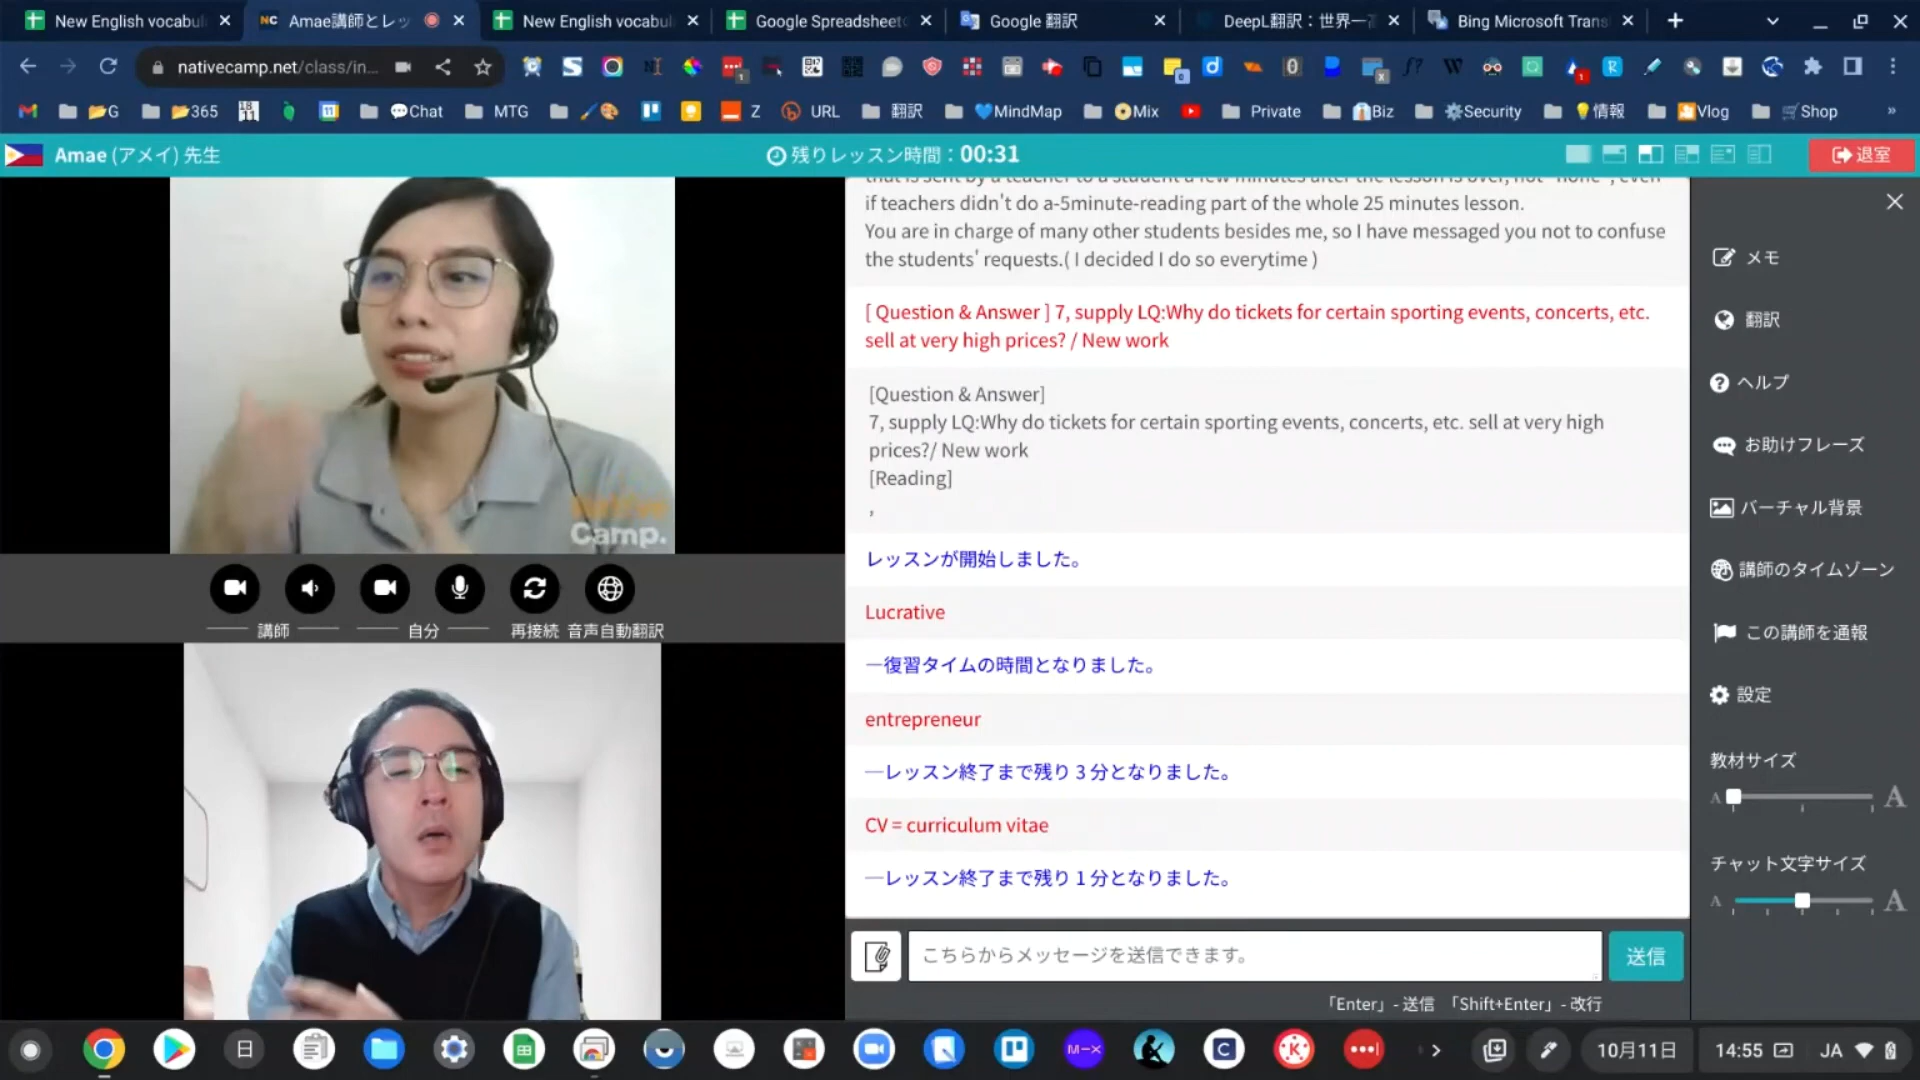 New English vocabul
Amae講師とレッ
New English vocabul
Google Spreadsheet
Google 翻訳
DeepL翻訳：世界一
Bing Microsoft Trans
nativecamp.net/class/in...
G
365
Chat
MTG
Z
URL
翻訳
MindMap
Mix
Private
Biz
Security
情報
Vlog
Shop
Amae (アメイ) 先生
残りレッスン時間：00:31
退室
if teachers didn't do a-5minute-reading part of the whole 25 minutes lesson.
You are in charge of many other students besides me, so I have messaged you not to confuse
the students' requests.( I decided I do so everytime )
[ Question & Answer ] 7, supply LQ:Why do tickets for certain sporting events, concerts, etc.
sell at very high prices? / New work
[Question & Answer]
7, supply LQ:Why do tickets for certain sporting events, concerts, etc. sell at very high
prices?/ New work
[Reading]
,
レッスンが開始しました。
Lucrative
―復習タイムの時間となりました。
entrepreneur
―レッスン終了まで残り 3 分となりました。
CV = curriculum vitae
―レッスン終了まで残り 1 分となりました。
こちらからメッセージを送信できます。
送信
「Enter」- 送信 「Shift+Enter」- 改行
native
Camp.
講師
自分
再接続
音声自動翻訳
メモ
翻訳
ヘルプ
お助けフレーズ
バーチャル背景
講師のタイムゾーン
この講師を通報
設定
教材サイズ
A A
チャット文字サイズ
A A
10月11日
14:55
JA